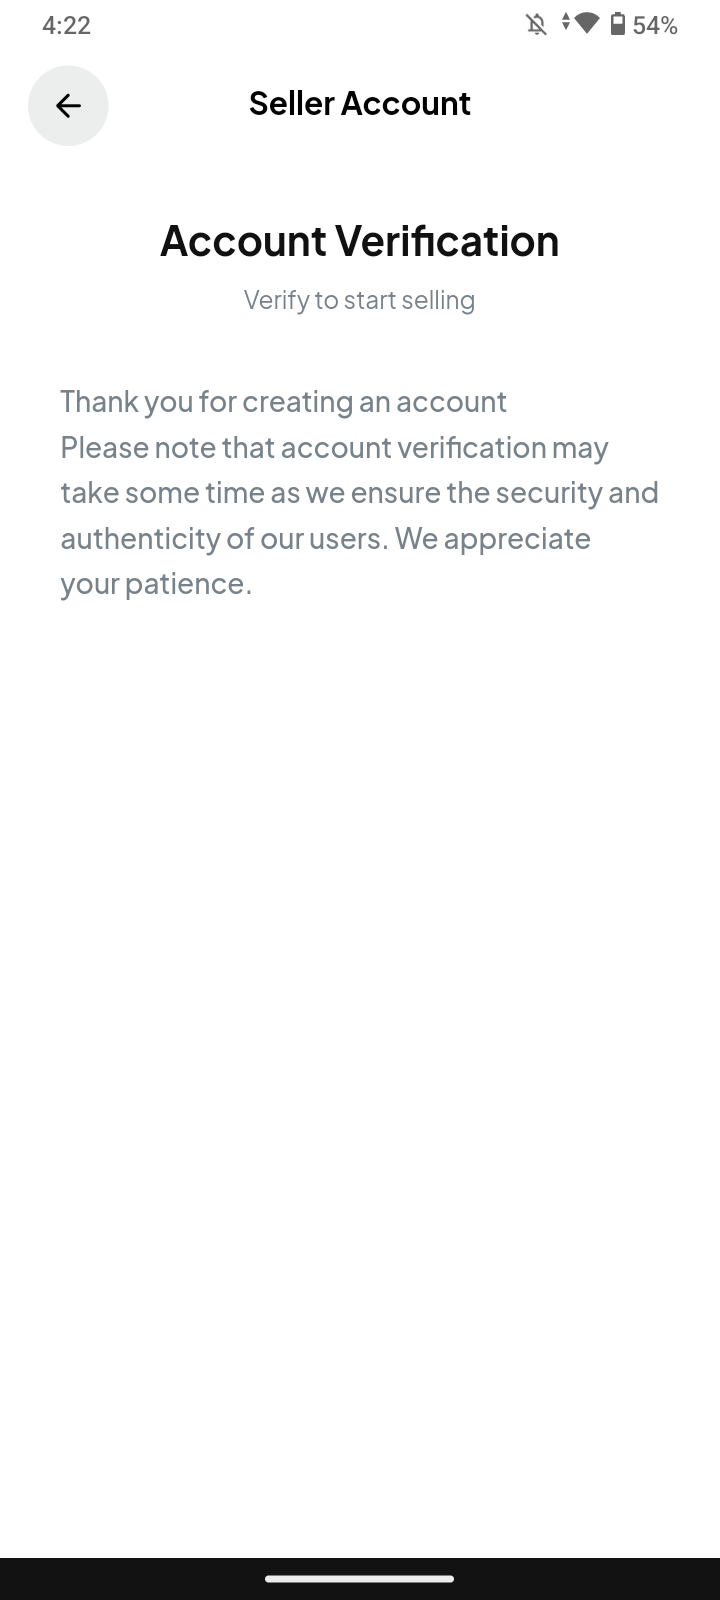 4:22
54%
Seller Account
Account Verification
Verify to start selling
Thank you for creating an account
Please note that account verification may
take some time as we ensure the security and
authenticity of our users. We appreciate
your patience.